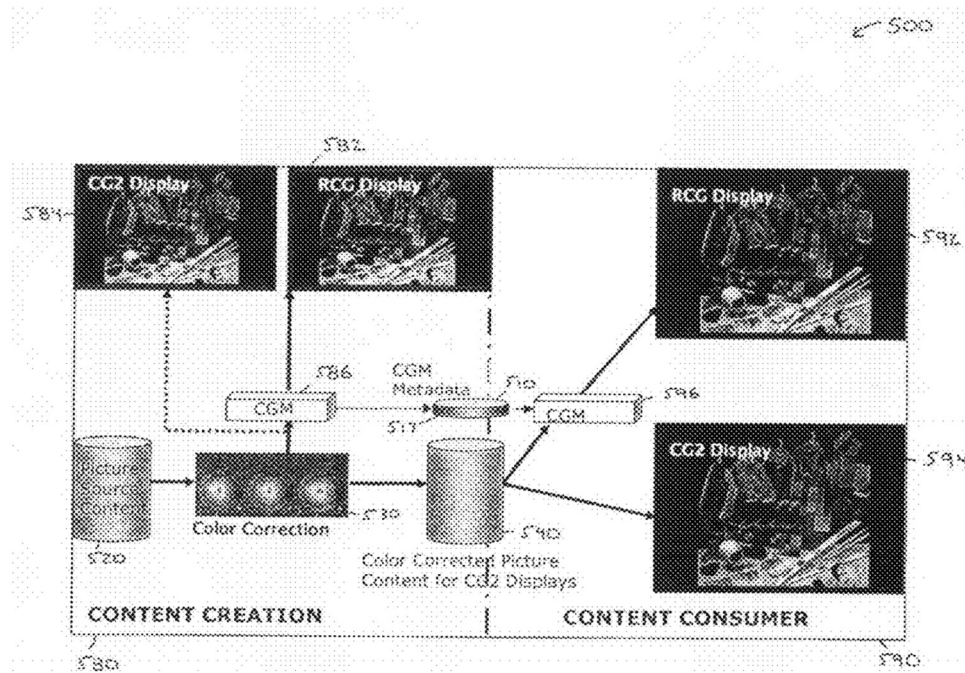 500
582
CG2 Display
RCG Display
RCG Display
584
592
586
CGM
Metadata
510
CGM
517
CGM
596
CG2 Display
594
Picture
Source
Content
530
Color Correction
540
520
Color Corrected Picture
Content for CG2 Displays
CONTENT CREATION
CONTENT CONSUMER
580
590